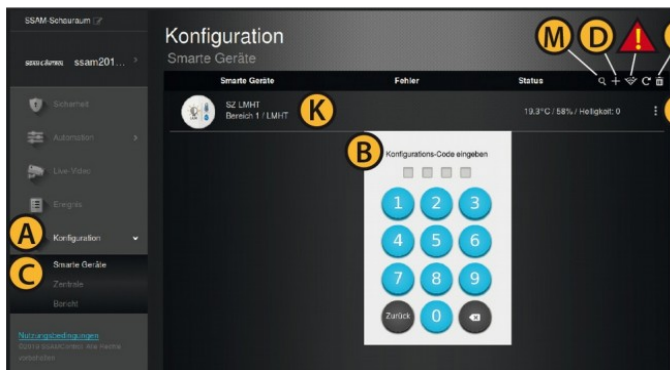 SSAM-Schauraum
ssam201...
Sicherheit
Automation
Live-Video
Ereignis
A
Konfiguration
C
Smarte Geräte
Zentrale
Bericht
Nutzungsbedingungen
Konfiguration
Smarte Geräte
M
D
!
Smarte Geräte
Fehler
Status
SZ LMHT
Bereich 1 / LMHT
K
19.3°C / 58% / Helligkeit: 0
B
Konfigurations-Code eingeben
1 2 3
4 5 6
7 8 9
Zurück 0